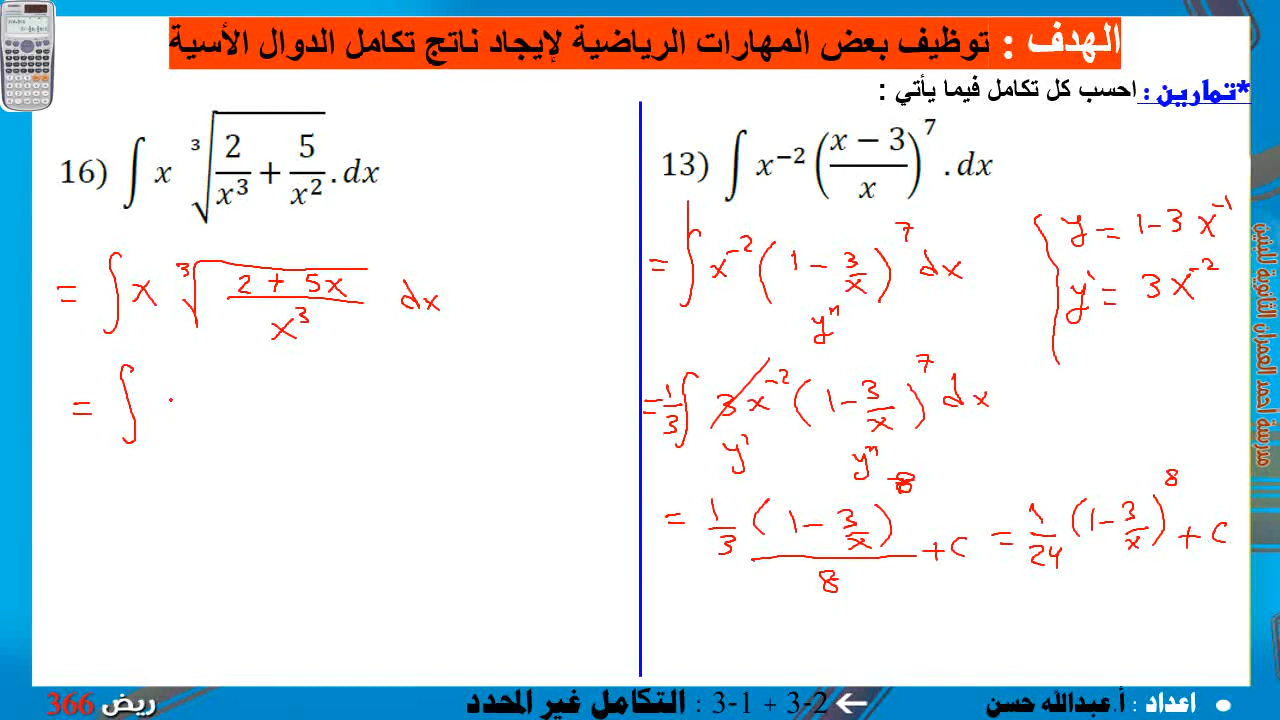 الهدف : توظيف بعض المهارات الرياضية لإيجاد ناتج تكامل الدوال الأسية
*تمارين : احسب كل تكامل فيما يأتي :
13) ∫ x⁻² ((x − 3)/x)⁷ . dx
= ∫ x⁻² (1 − 3/x)⁷ dx
yⁿ
y = 1 − 3x⁻¹
y' = 3x⁻²
= 1/3 ∫ 3x⁻² (1 − 3/x)⁷ dx
y' yⁿ
= 1/3 (1 − 3/x)⁸/8 + C = 1/24 (1 − 3/x)⁸ + C
16) ∫ x ∛(2/x³ + 5/x²) . dx
= ∫ x ∛((2 + 5x)/x³) dx
= ∫
مدرسة احمد العمران الثانوية للبنين
اعداد : أ.عبدالله حسن
3-1 + 3-2 : التكامل غير المحدد
ريض 366